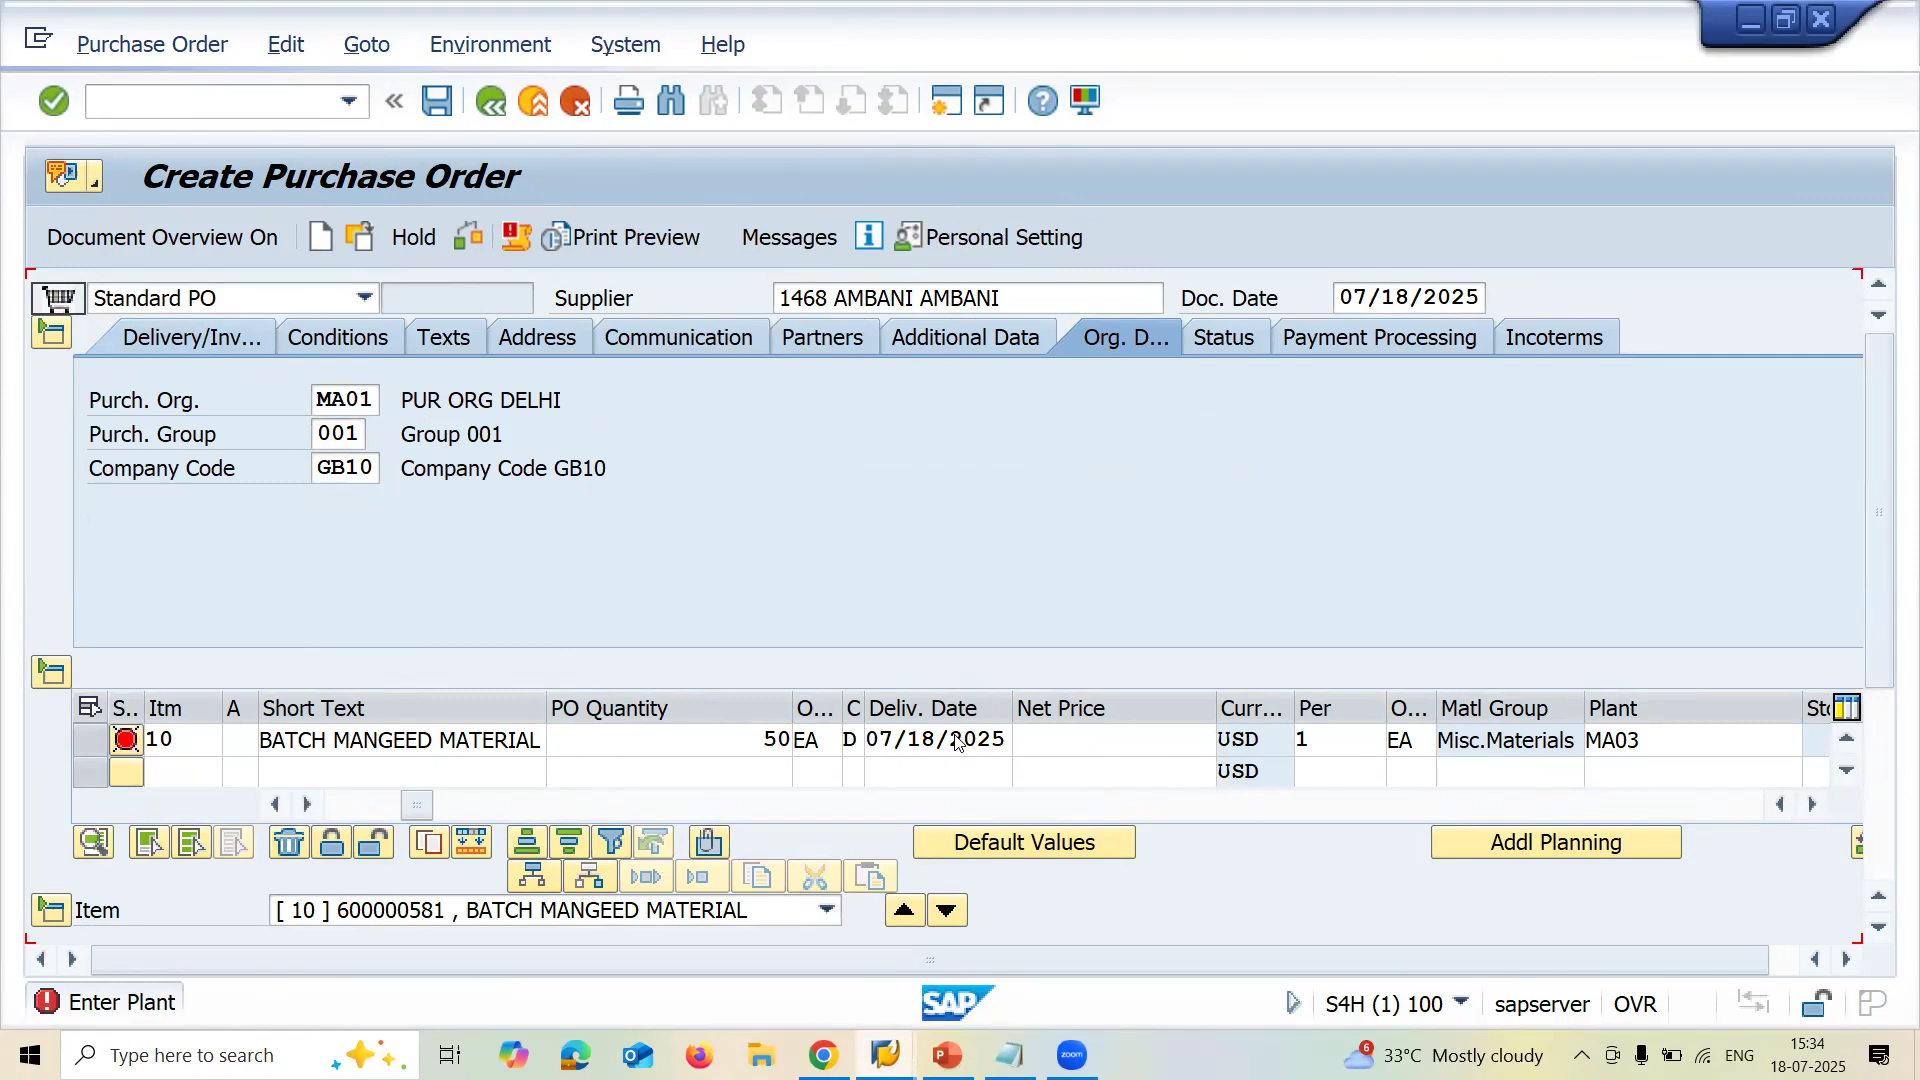 Purchase Order Edit Goto Environment System Help
Create Purchase Order
Document Overview On Hold Print Preview Messages Personal Setting
Standard PO Supplier 1468 AMBANI AMBANI Doc. Date 07/18/2025
Delivery/Inv... Conditions Texts Address Communication Partners Additional Data Org. D... Status Payment Processing Incoterms
Purch. Org. MA01 PUR ORG DELHI
Purch. Group 001 Group 001
Company Code GB10 Company Code GB10
S.. Itm A Short Text PO Quantity O... C Deliv. Date Net Price Curr... Per O... Matl Group Plant Sto
10 BATCH MANGEED MATERIAL 50 EA D 07/18/2025 USD 1 EA Misc.Materials MA03
USD
Default Values Addl Planning
Item [ 10 ] 600000581 , BATCH MANGEED MATERIAL
Enter Plant SAP S4H (1) 100 sapserver OVR
Type here to search zoom 6 33°C Mostly cloudy ENG 15:34
18-07-2025